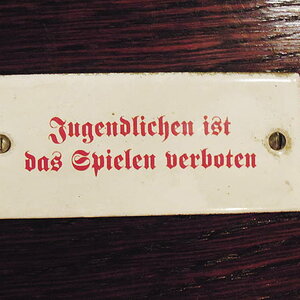 Jugendlichen ist
das Spielen verboten